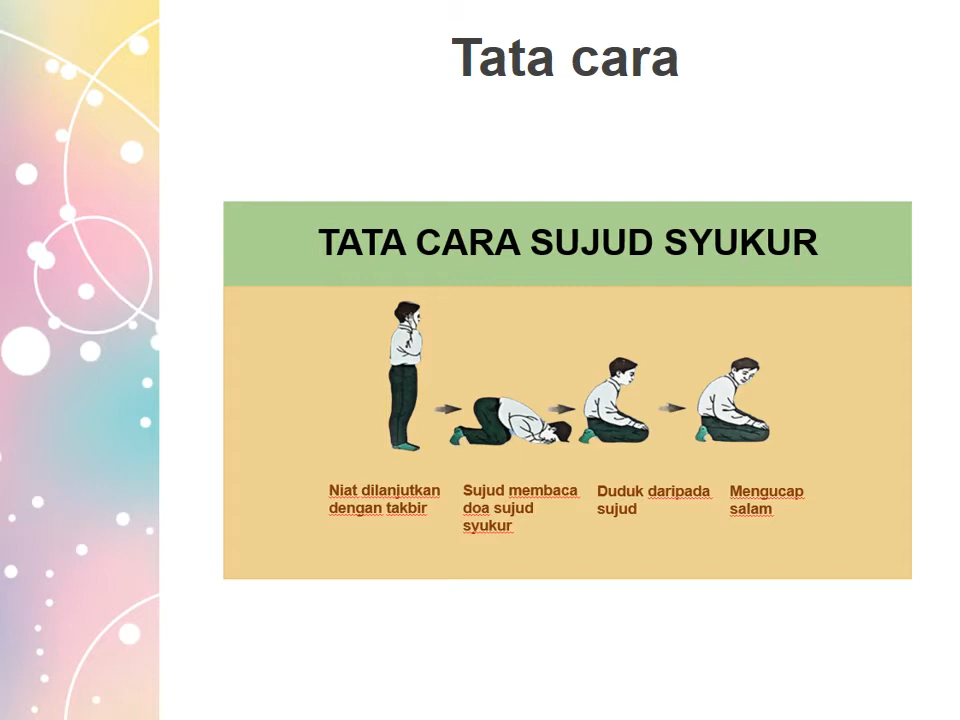 Tata cara
TATA CARA SUJUD SYUKUR
Niat dilanjutkan
dengan takbir
Sujud membaca
doa sujud
syukur
Duduk daripada
sujud
Mengucap
salam